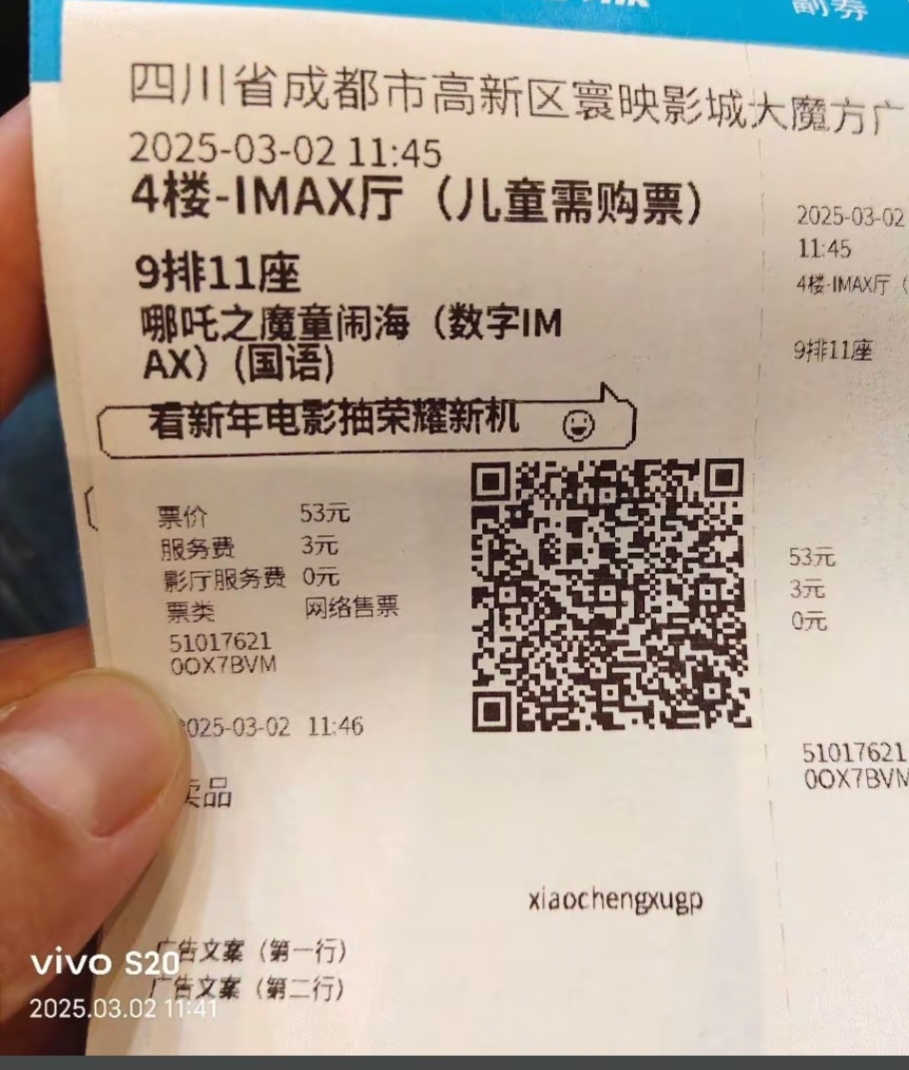 副券
四川省成都市高新区寰映影城大魔方广
2025-03-02 11:45
4楼-IMAX厅（儿童需购票）
9排11座
哪吒之魔童闹海（数字IM
AX）(国语)
看新年电影抽荣耀新机
票价 53元
服务费 3元
影厅服务费 0元
票类 网络售票
51017621
0OX7BVM
025-03-02 11:46
卖品
xiaochengxugp
广告文案（第一行）
广告文案（第二行）
2025-03-02
11:45
4楼-IMAX厅（
9排11座
53元
3元
0元
51017621
0OX7BVM
vivo S20
2025.03.02 11:41